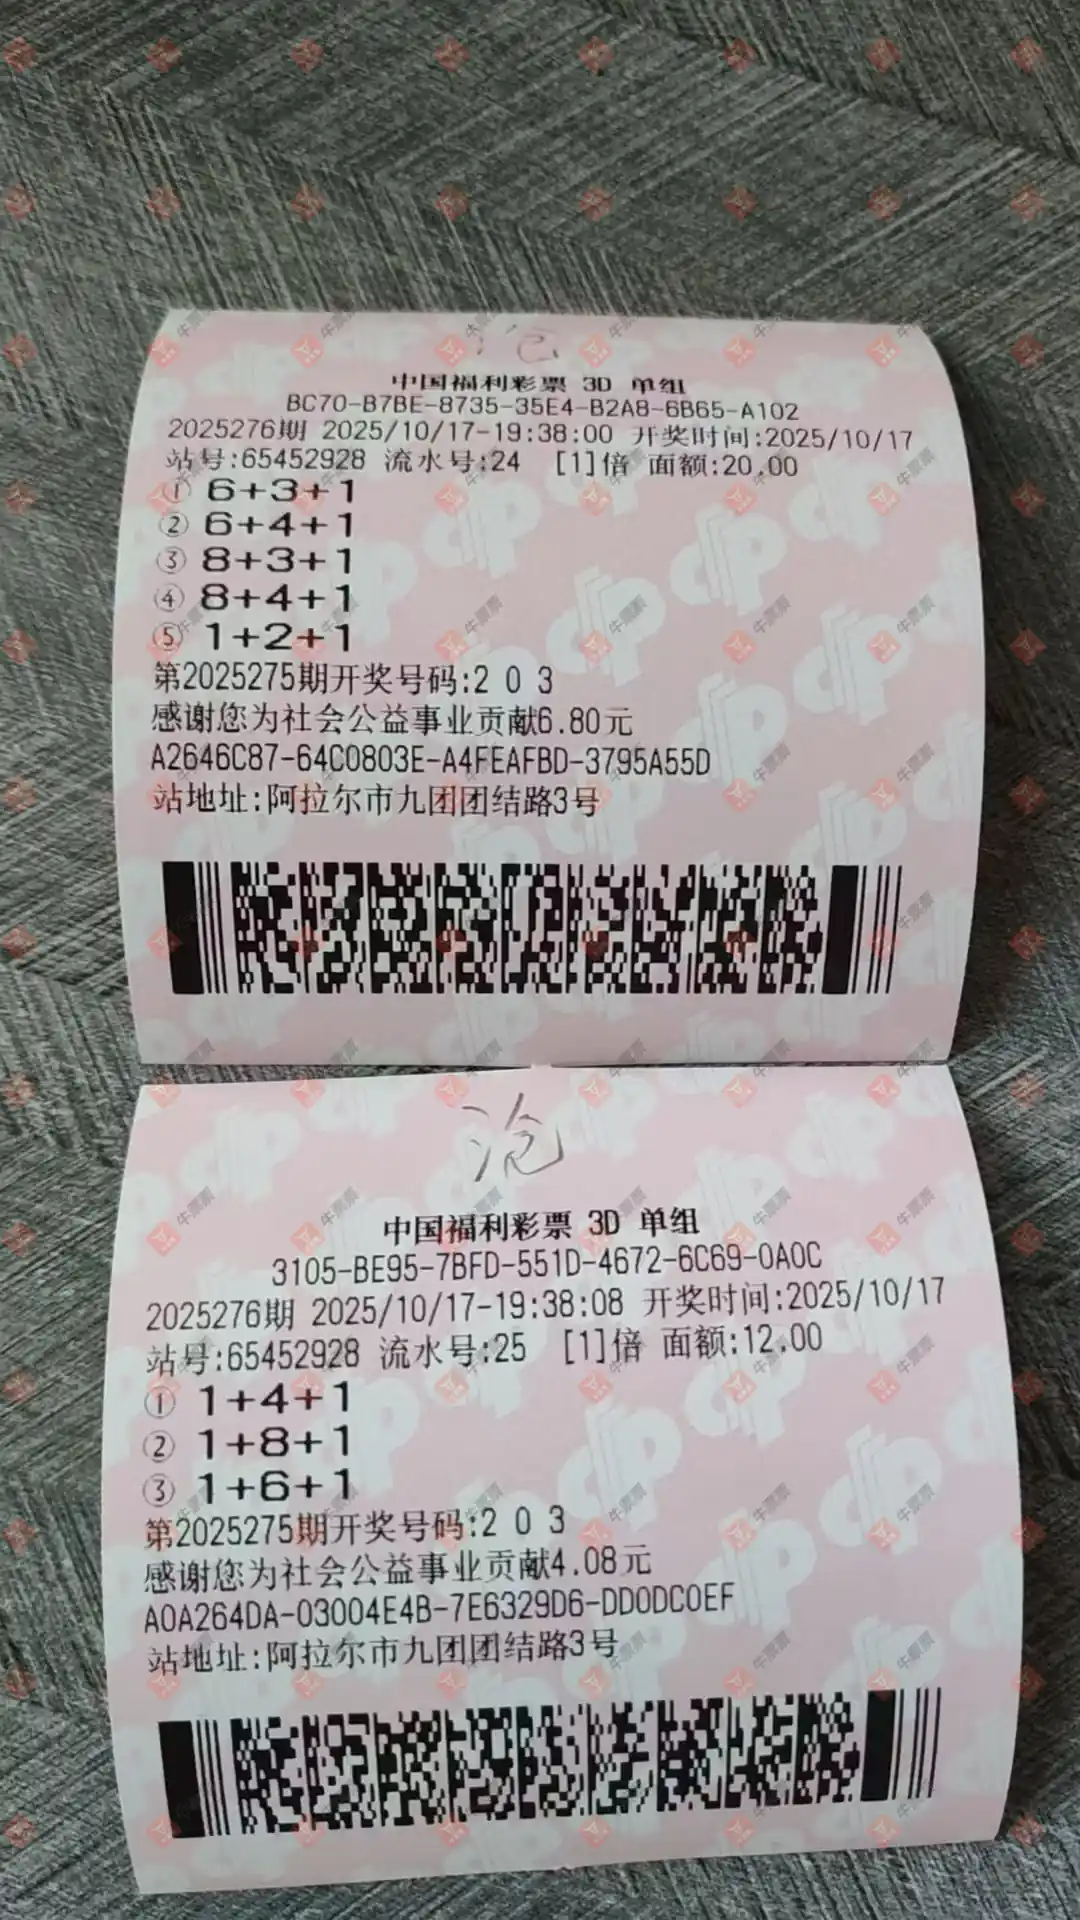 中国福利彩票 3D 单组
BC70-B7BE-8735-35E4-B2A8-6B65-A102
2025276期 2025/10/17-19:38:00 开奖时间:2025/10/17
站号:65452928 流水号:24 [1]倍 面额:20.00
① 6+3+1
② 6+4+1
③ 8+3+1
④ 8+4+1
⑤ 1+2+1
第2025275期开奖号码:2 0 3
感谢您为社会公益事业贡献6.80元
A2646C87-64C0803E-A4FEAFBD-3795A55D
站地址:阿拉尔市九团团结路3号
沧
中国福利彩票 3D 单组
3105-BE95-7BFD-551D-4672-6C69-0A0C
2025276期 2025/10/17-19:38:08 开奖时间:2025/10/17
站号:65452928 流水号:25 [1]倍 面额:12.00
① 1+4+1
② 1+8+1
③ 1+6+1
第2025275期开奖号码:2 0 3
感谢您为社会公益事业贡献4.08元
A0A264DA-03004E4B-7E6329D6-DD0DC0EF
站地址:阿拉尔市九团团结路3号
牛票票